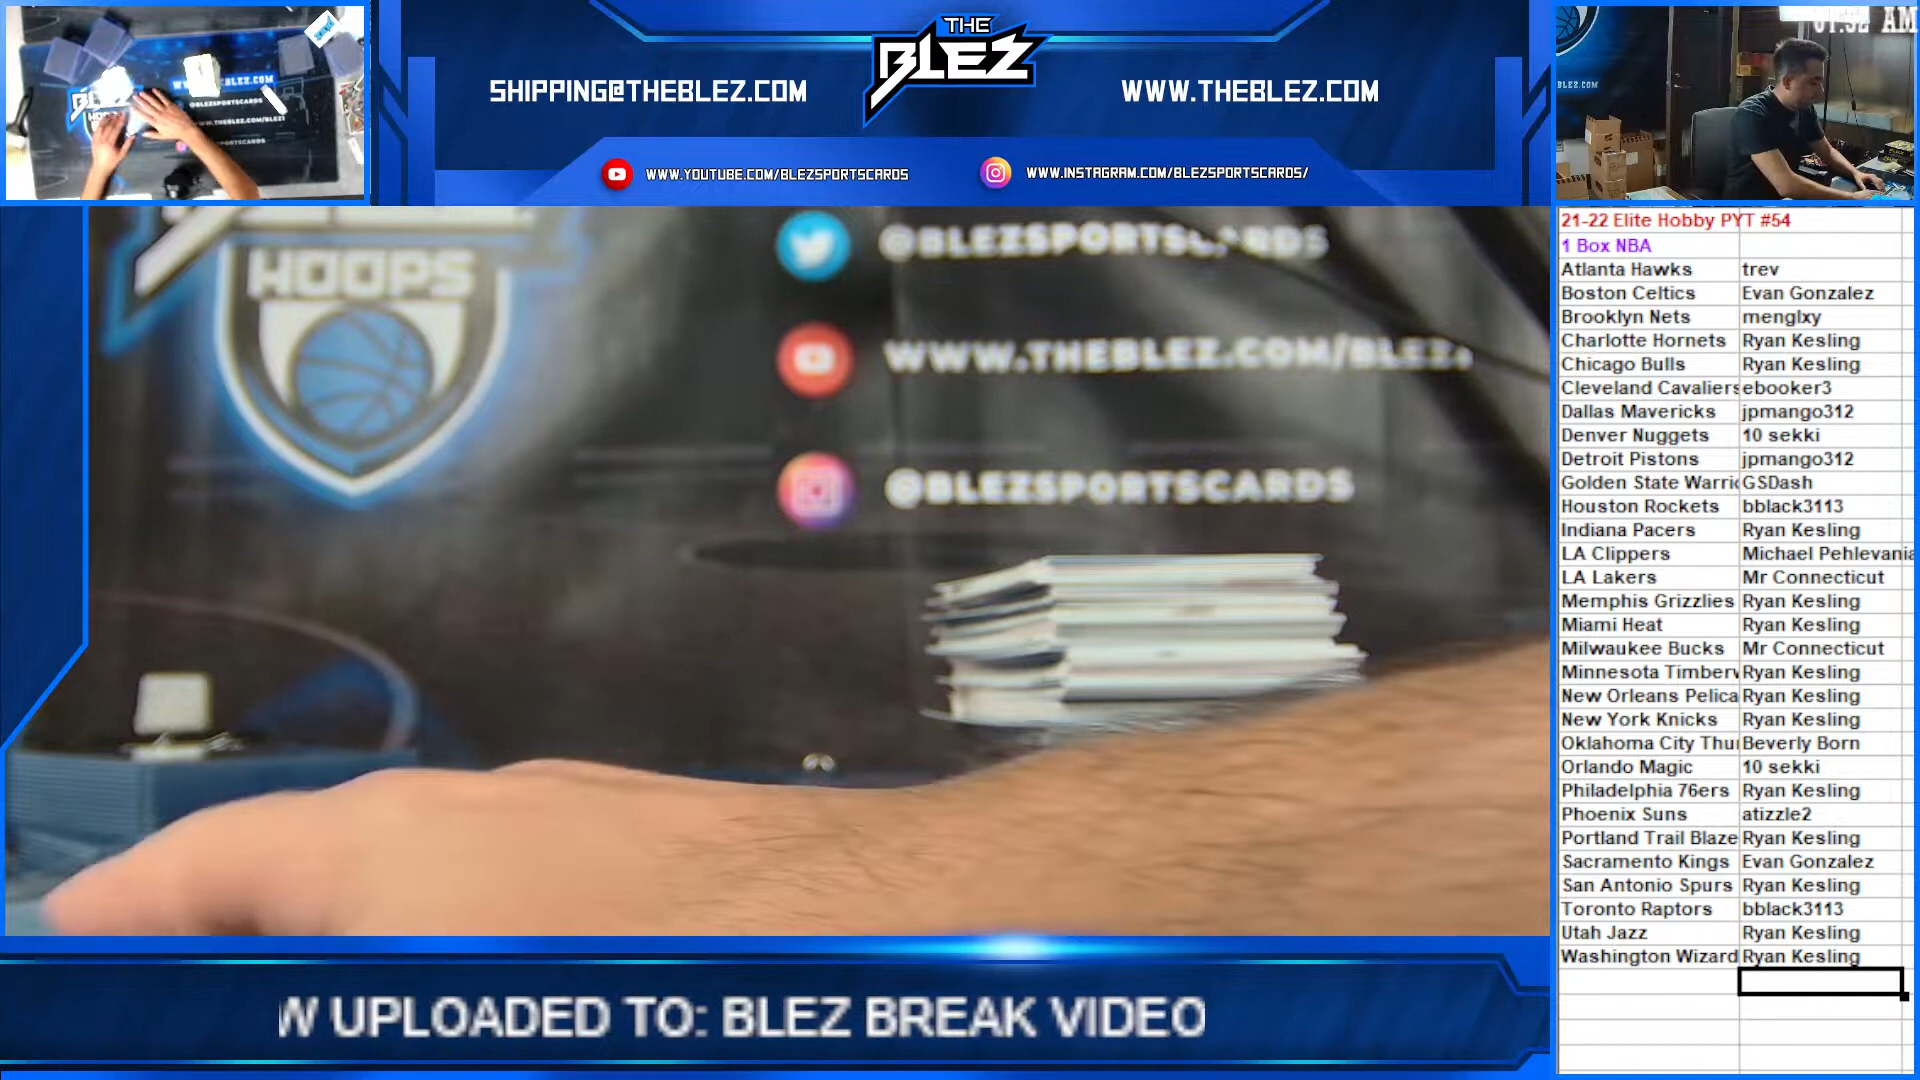 THE
BLEZ
SHIPPING@THEBLEZ.COM
WWW.THEBLEZ.COM
WWW.YOUTUBE.COM/BLEZSPORTSCARDS
WWW.INSTAGRAM.COM/BLEZSPORTSCARDS/
HOOPS
@BLEZSPORTSCARDS
WWW.THEBLEZ.COM/BLEZ
@BLEZSPORTSCARDS
W UPLOADED TO: BLEZ BREAK VIDEO
21-22 Elite Hobby PYT #54
1 Box NBA
Atlanta Hawks trev
Boston Celtics Evan Gonzalez
Brooklyn Nets menglxy
Charlotte Hornets Ryan Kesling
Chicago Bulls Ryan Kesling
Cleveland Cavaliers ebooker3
Dallas Mavericks jpmango312
Denver Nuggets 10 sekki
Detroit Pistons jpmango312
Golden State Warric GSDash
Houston Rockets bblack3113
Indiana Pacers Ryan Kesling
LA Clippers Michael Pehlevania
LA Lakers Mr Connecticut
Memphis Grizzlies Ryan Kesling
Miami Heat Ryan Kesling
Milwaukee Bucks Mr Connecticut
Minnesota Timberv Ryan Kesling
New Orleans Pelica Ryan Kesling
New York Knicks Ryan Kesling
Oklahoma City Thu Beverly Born
Orlando Magic 10 sekki
Philadelphia 76ers Ryan Kesling
Phoenix Suns atizzle2
Portland Trail Blaze Ryan Kesling
Sacramento Kings Evan Gonzalez
San Antonio Spurs Ryan Kesling
Toronto Raptors bblack3113
Utah Jazz Ryan Kesling
Washington Wizard Ryan Kesling